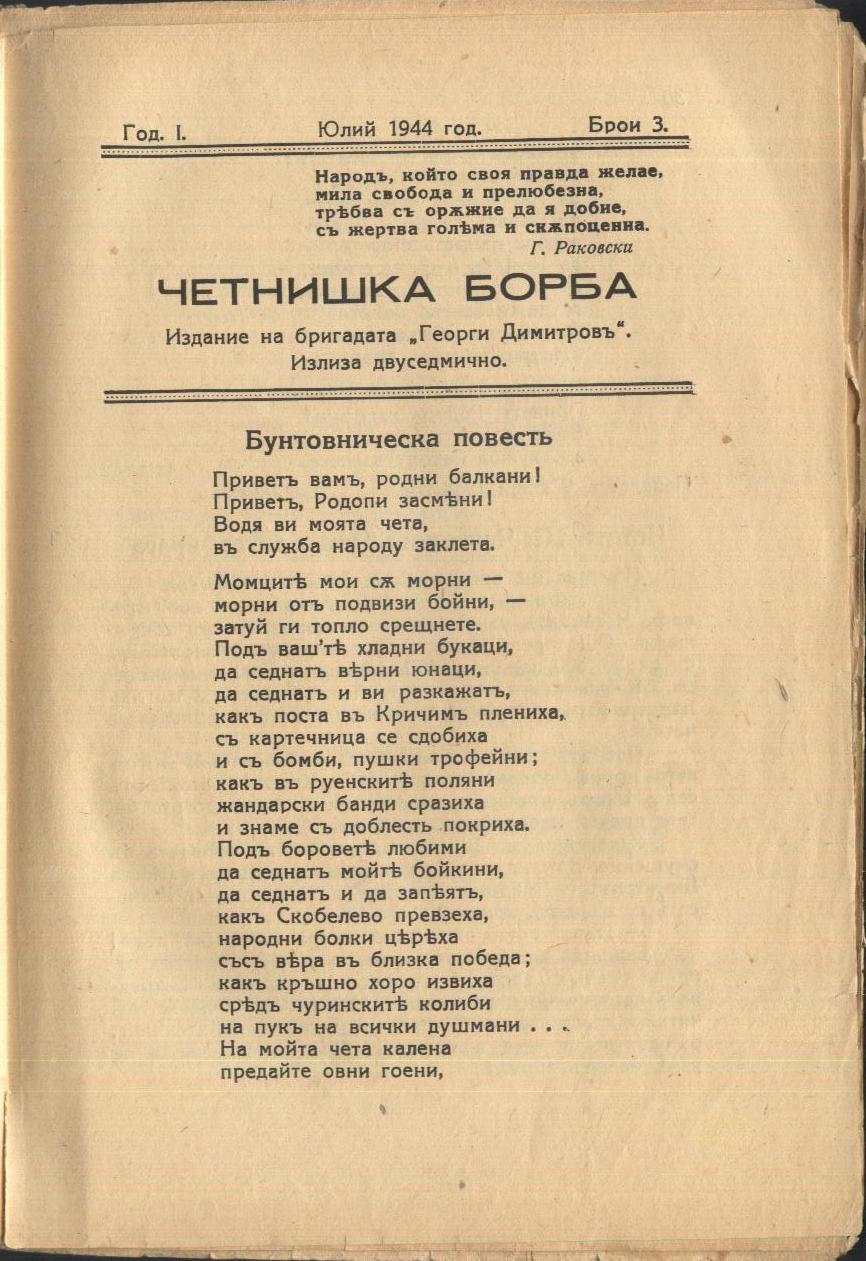 Год. I. Юлий 1944 год. Брои 3.
Народъ, който своя правда желае,
мила свобода и прелюбезна,
трѣбва съ орѫжие да я добие,
съ жертва голѣма и скѫпоценна.
Г. Раковски
ЧЕТНИШКА БОРБА
Издание на бригадата „Георги Димитровъ“.
Излиза двуседмично.
Бунтовническа повесть
Приветъ вамъ, родни балкани!
Приветъ, Родопи засмѣни!
Водя ви моята чета,
въ служба народу заклета.
Момцитѣ мои сѫ морни —
морни отъ подвизи бойни, —
затуй ги топло срещнете.
Подъ ваш'тѣ хладни букаци,
да седнатъ вѣрни юнаци,
да седнатъ и ви разкажатъ,
какъ поста въ Кричимъ плениха,
съ картечница се сдобиха
и съ бомби, пушки трофейни;
какъ въ руенскитѣ поляни
жандарски банди сразиха
и знаме съ доблесть покриха.
Подъ бороветѣ любими
да седнатъ мойтѣ бойкини,
да седнатъ и да запѣятъ,
какъ Скобелево превзеха,
народни болки цѣрѣха
със‌ъ вѣра въ близка победа;
какъ кръшно хоро извиха
срѣдъ чуринскитѣ колиби
на пукъ на всички душмани . . .
На мойта чета калена
предайте овни гоени,